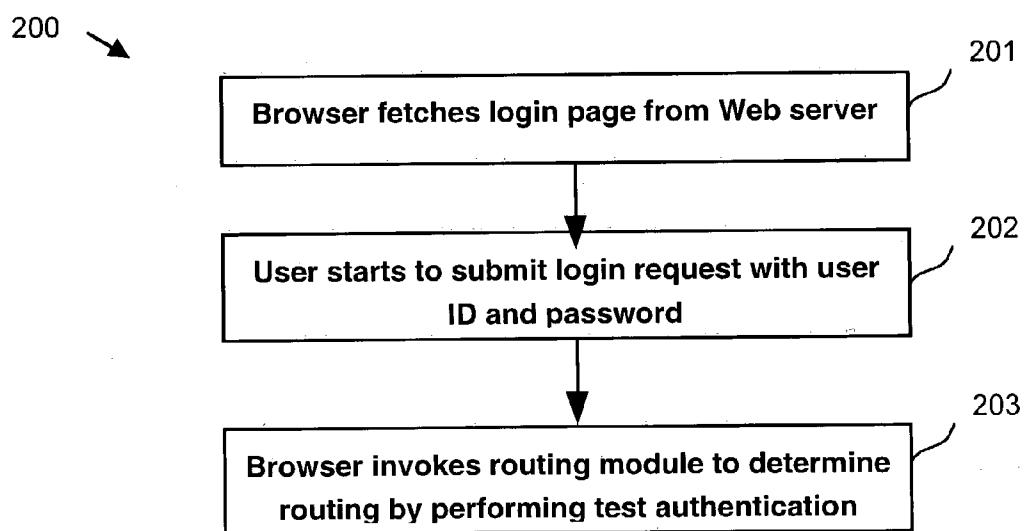 200
201
Browser fetches login page from Web server
202
User starts to submit login request with user
ID and password
203
Browser invokes routing module to determine
routing by performing test authentication